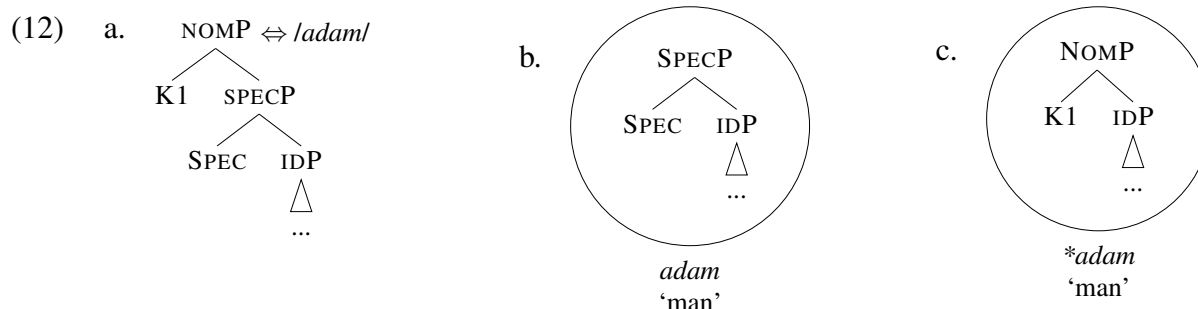 (12) a. NOMP ⇔ /adam/
K1 SPECP
SPEC IDP
...
b. SPECP
SPEC IDP
...
adam
‘man’
c. NOMP
K1 IDP
...
*adam
‘man’